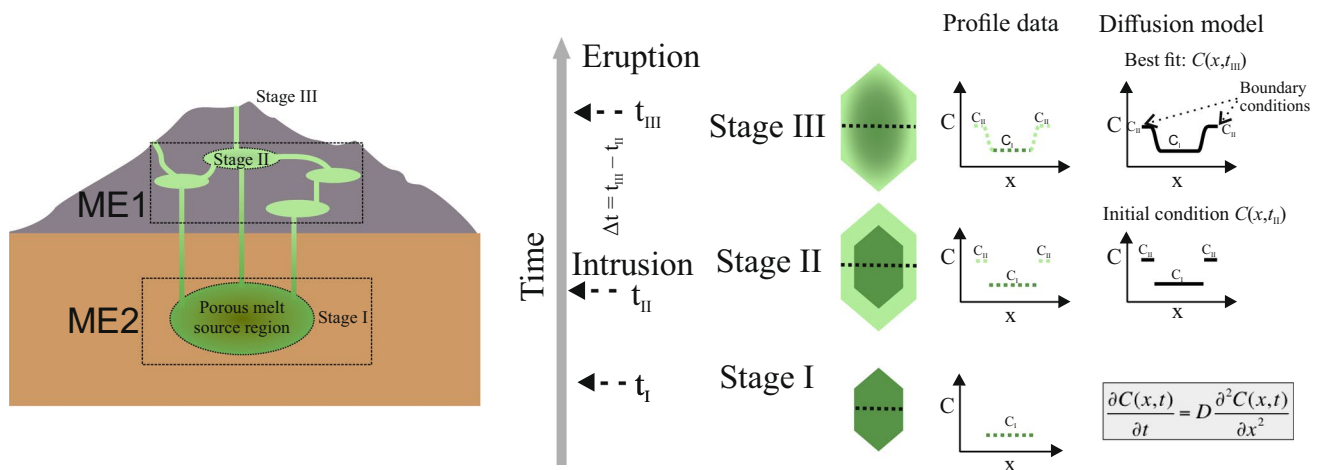 Stage III
Stage II
ME1
ME2
Porous melt
source region
Stage I
Time
Eruption
t_III
Δt = t_III − t_II
Intrusion
t_II
t_I
Profile data
Diffusion model
Best fit: C(x,t_III)
Boundary
conditions
Stage III
C
C_II
C_II
C_I
x
C
C_II
C_II
C_I
x
Initial condition C(x,t_II)
Stage II
C
C_II
C_II
C_I
x
C
C_II
C_II
C_I
x
Stage I
C
C_I
x
∂C(x,t)/∂t = D ∂²C(x,t)/∂x²